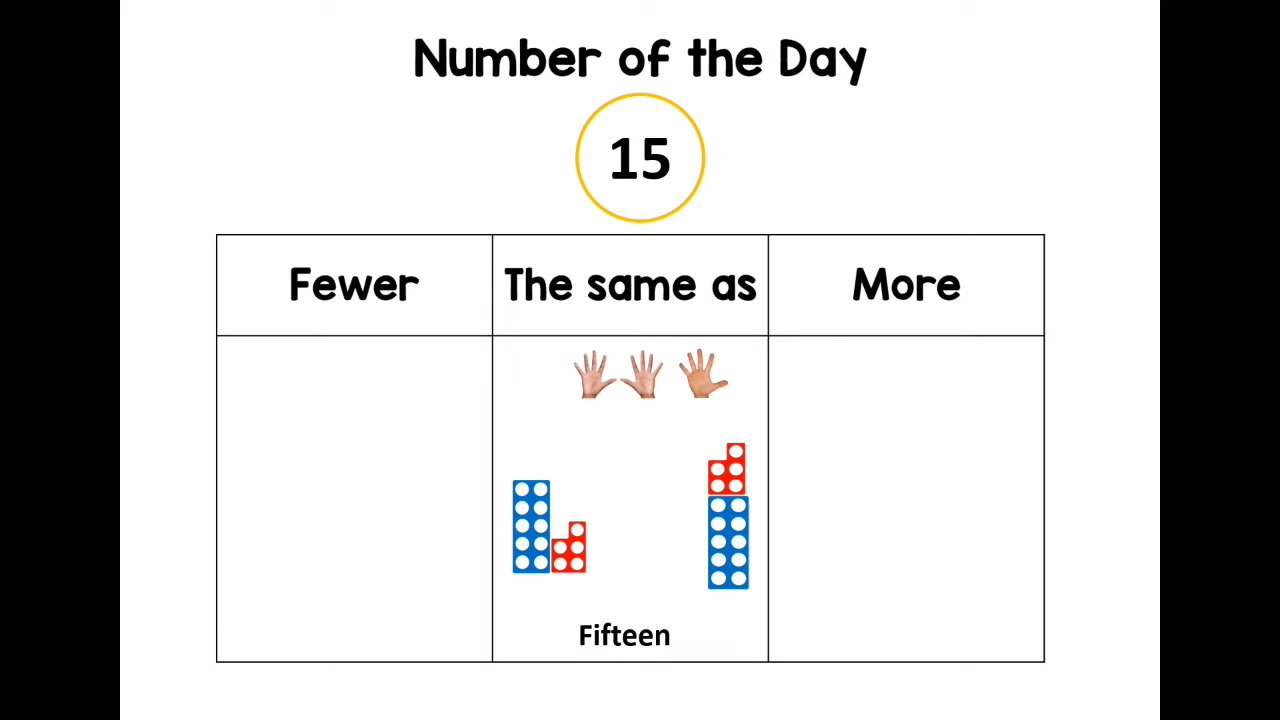 Number of the Day
15
Fewer
The same as
More
Fifteen